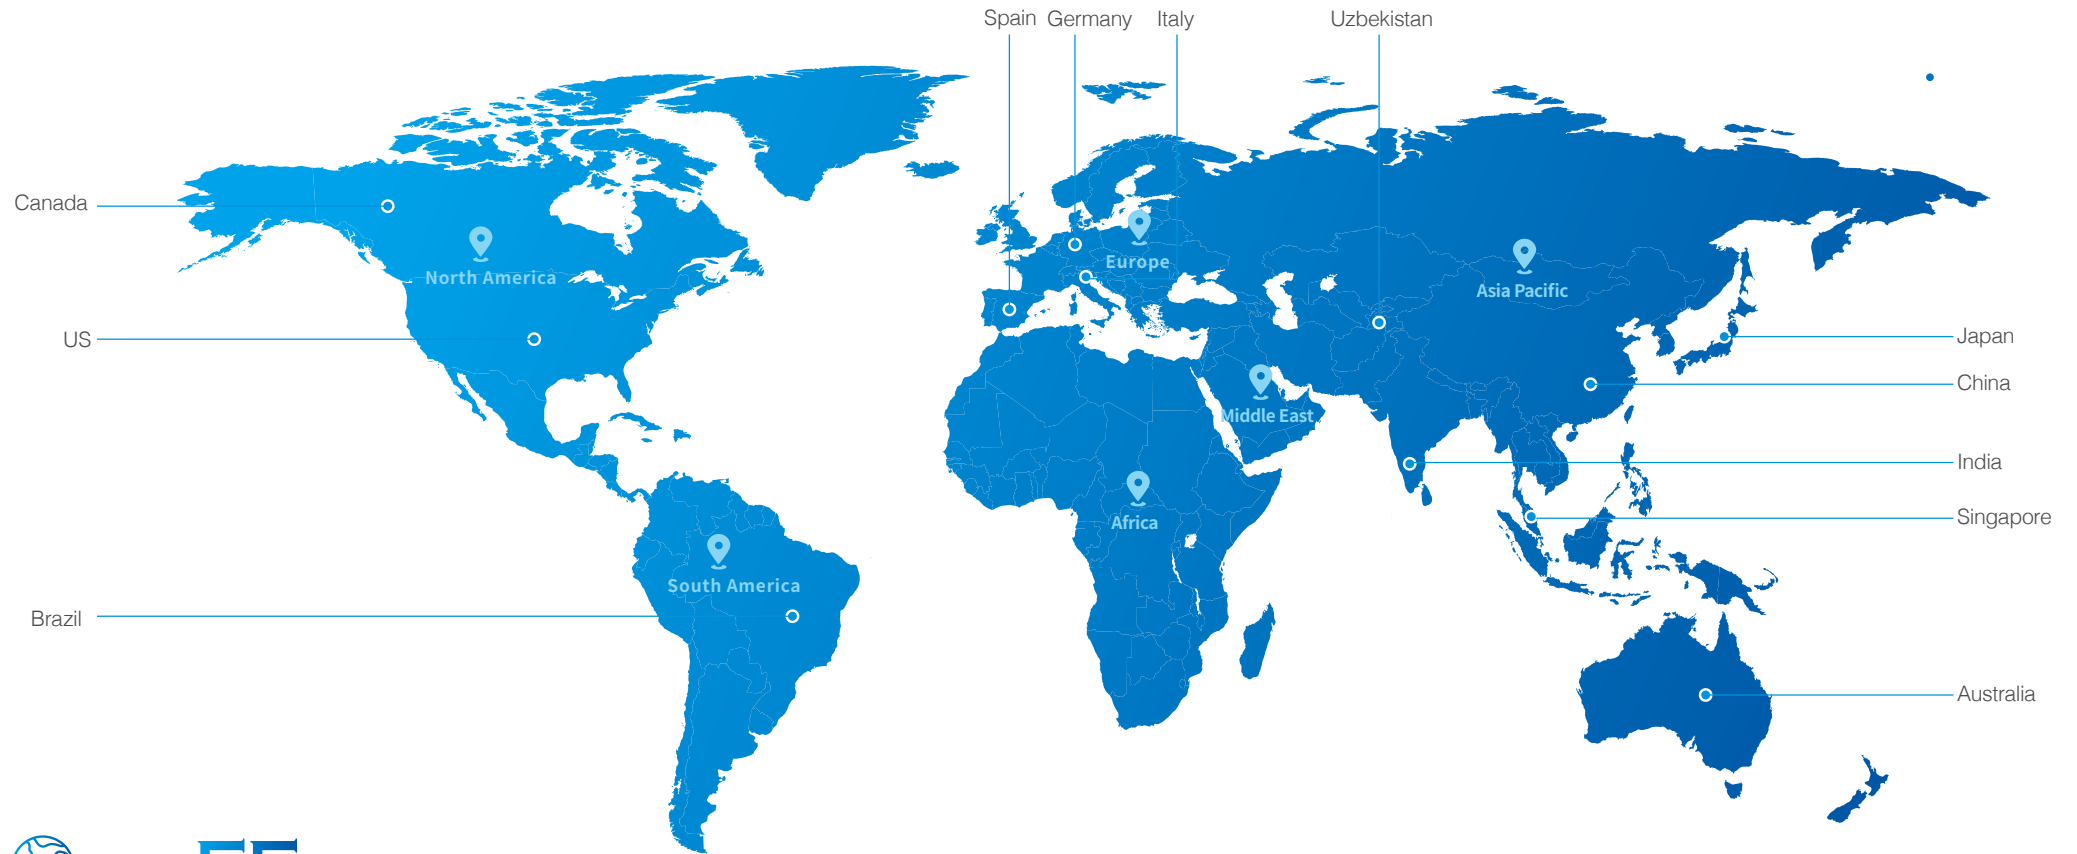 Spain Germany Italy Uzbekistan
Canada
North America
Europe
Asia Pacific
US
Japan
China
Middle East
India
Singapore
Africa
South America
Brazil
Australia